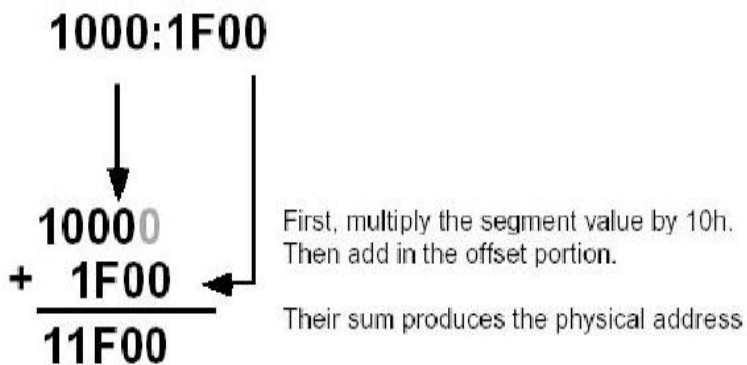 1000:1F00
10000
First, multiply the segment value by 10h.
+ 1F00
Then add in the offset portion.
Their sum produces the physical address
11F00